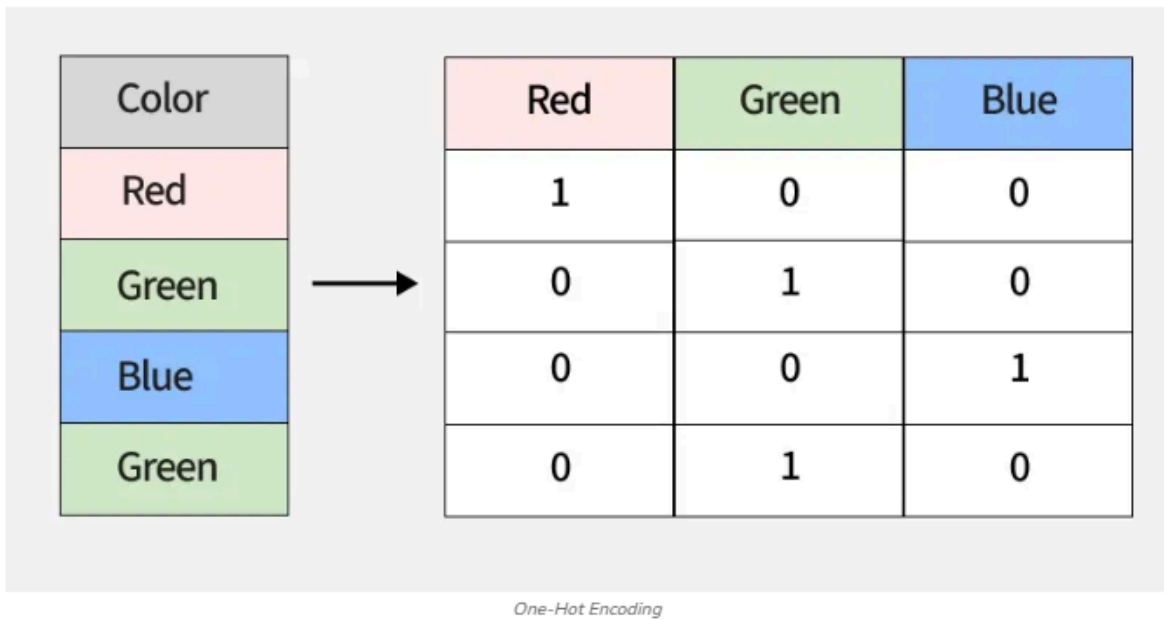 Color
Red
Green
Blue
Green
Red Green Blue
1 0 0
0 1 0
0 0 1
0 1 0
One-Hot Encoding